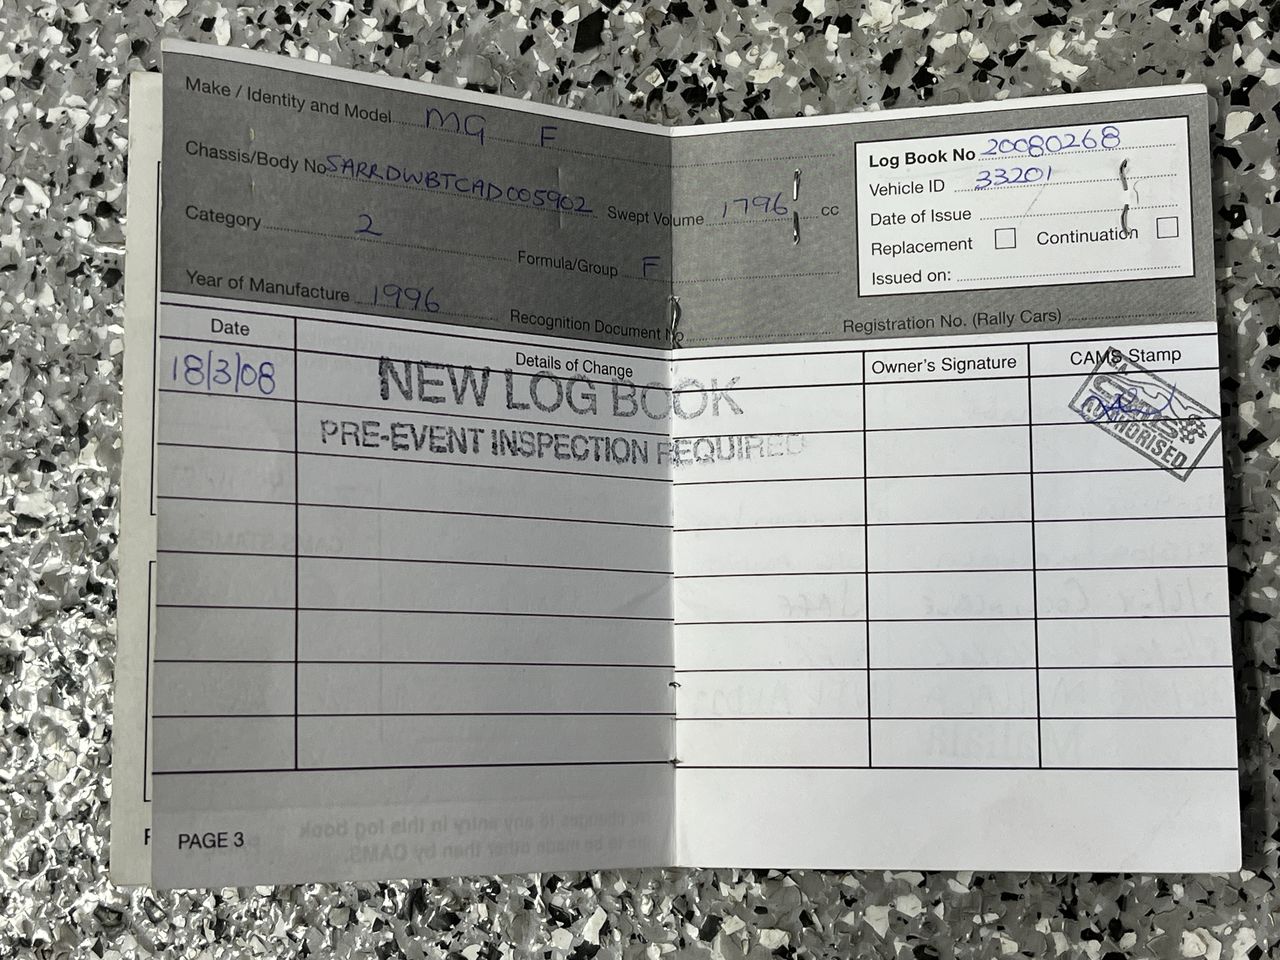 Make / Identity and Model MG F
Chassis/Body No SARRDWBTCAD005902 Swept Volume 1796 cc
Category 2 Formula/Group F
Year of Manufacture 1996 Recognition Document No Registration No. (Rally Cars)
Log Book No 20080268
Vehicle ID 33201
Date of Issue
Replacement Continuation
Issued on:
Date Details of Change Owner's Signature CAMS Stamp
18/3/08 NEW LOG BOOK
PRE-EVENT INSPECTION REQUIRED
CAMS
AUTHORISED
PAGE 3